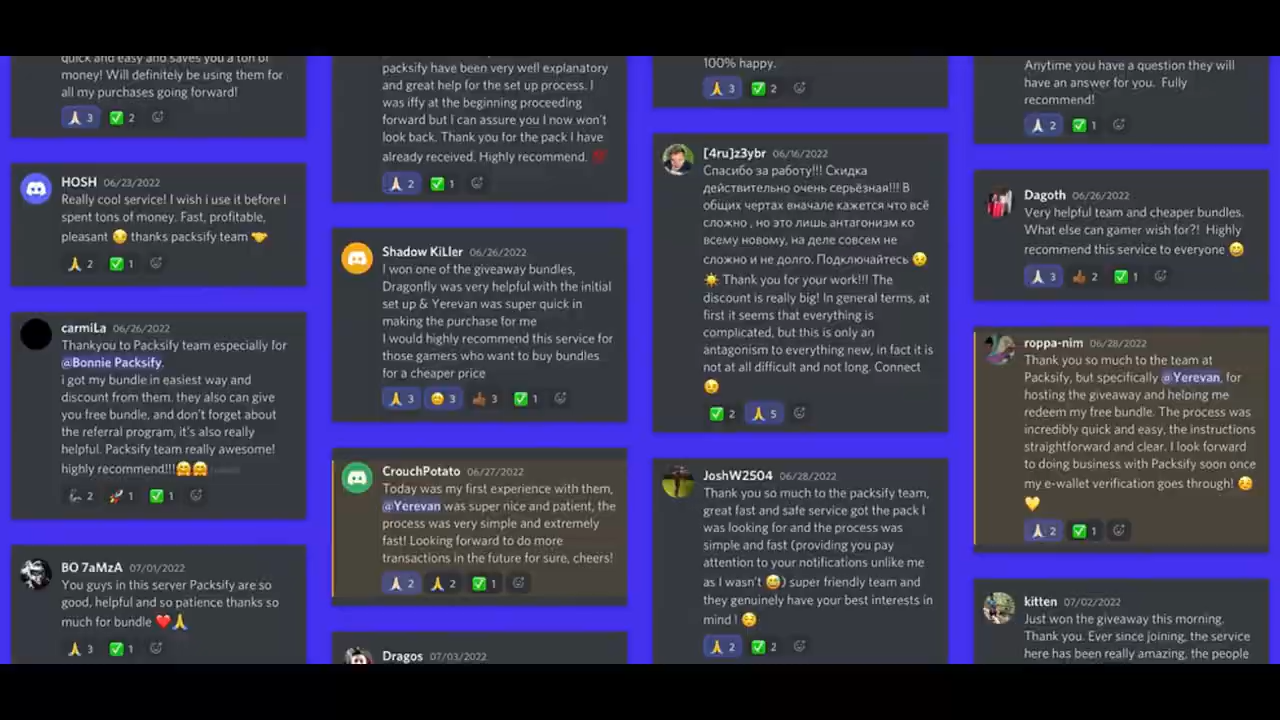 quick and easy and saves you a ton of
money! Will definitely be using them for
all my purchases going forward!
3 2
HOSH 06/23/2022
Really cool service! I wish i use it before I
spent tons of money. Fast, profitable,
pleasant 😏 thanks packsify team 🤝
2 1
carmiLa 06/26/2022
Thankyou to Packsify team especially for
@Bonnie Packsify.
i got my bundle in easiest way and
discount from them. they also can give
you free bundle, and don't forget about
the referral program, it's also really
helpful. Packsify team really awesome!
highly recommend!!!🤗🤗
2 1 1
BO 7aMzA 07/01/2022
You guys in this server Packsify are so
good, helpful and so patience thanks so
much for bundle ❤️🙏
3 1
packsify have been very well explanatory
and great help for the set up process. I
was iffy at the beginning proceeding
forward but I can assure you I now won't
look back. Thank you for the pack I have
already received. Highly recommend. 💯
2 1
Shadow KiLler 06/26/2022
I won one of the giveaway bundles,
Dragonfly was very helpful with the initial
set up & Yerevan was super quick in
making the purchase for me
I would highly recommend this service for
those gamers who want to buy bundles
for a cheaper price
3 3 3 1
CrouchPotato 06/27/2022
Today was my first experience with them,
@Yerevan was super nice and patient, the
process was very simple and extremely
fast! Looking forward to do more
transactions in the future for sure, cheers!
2 2 1
Dragos 07/03/2022
100% happy.
3 2
[4ru]z3ybr 06/16/2022
Спасибо за работу!!! Скидка
действительно очень серьёзная!!! В
общих чертах вначале кажется что всё
сложно , но это лишь антагонизм ко
всему новому, на деле совсем не
сложно и не долго. Подключайтесь 😉
☀️ Thank you for your work!!! The
discount is really big! In general terms, at
first it seems that everything is
complicated, but this is only an
antagonism to everything new, in fact it is
not at all difficult and not long. Connect
😉
2 5
JoshW2504 06/28/2022
Thank you so much to the packsify team,
great fast and safe service got the pack I
was looking for and the process was
simple and fast (providing you pay
attention to your notifications unlike me
as I wasn't 😅) super friendly team and
they genuinely have your best interests in
mind ! ☺️
2 2
Anytime you have a question they will
have an answer for you. Fully
recommend!
2 1
Dagoth 06/26/2022
Very helpful team and cheaper bundles.
What else can gamer wish for?! Highly
recommend this service to everyone 😄
3 2 1
roppa-nim 06/28/2022
Thank you so much to the team at
Packsify, but specifically @Yerevan, for
hosting the giveaway and helping me
redeem my free bundle. The process was
incredibly quick and easy, the instructions
straightforward and clear. I look forward
to doing business with Packsify soon once
my e-wallet verification goes through! ☺️
💛
2 1
kitten 07/02/2022
Just won the giveaway this morning.
Thank you. Ever since joining, the service
here has been really amazing, the people